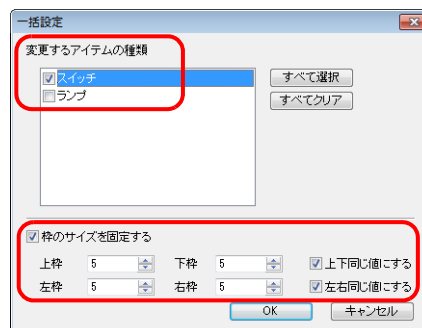 一括設定
変更するアイテムの種類
スイッチ
ランプ
すべて選択
すべてクリア
枠のサイズを固定する
上枠 5 下枠 5 上下同じ値にする
左枠 5 右枠 5 左右同じ値にする
OK キャンセル